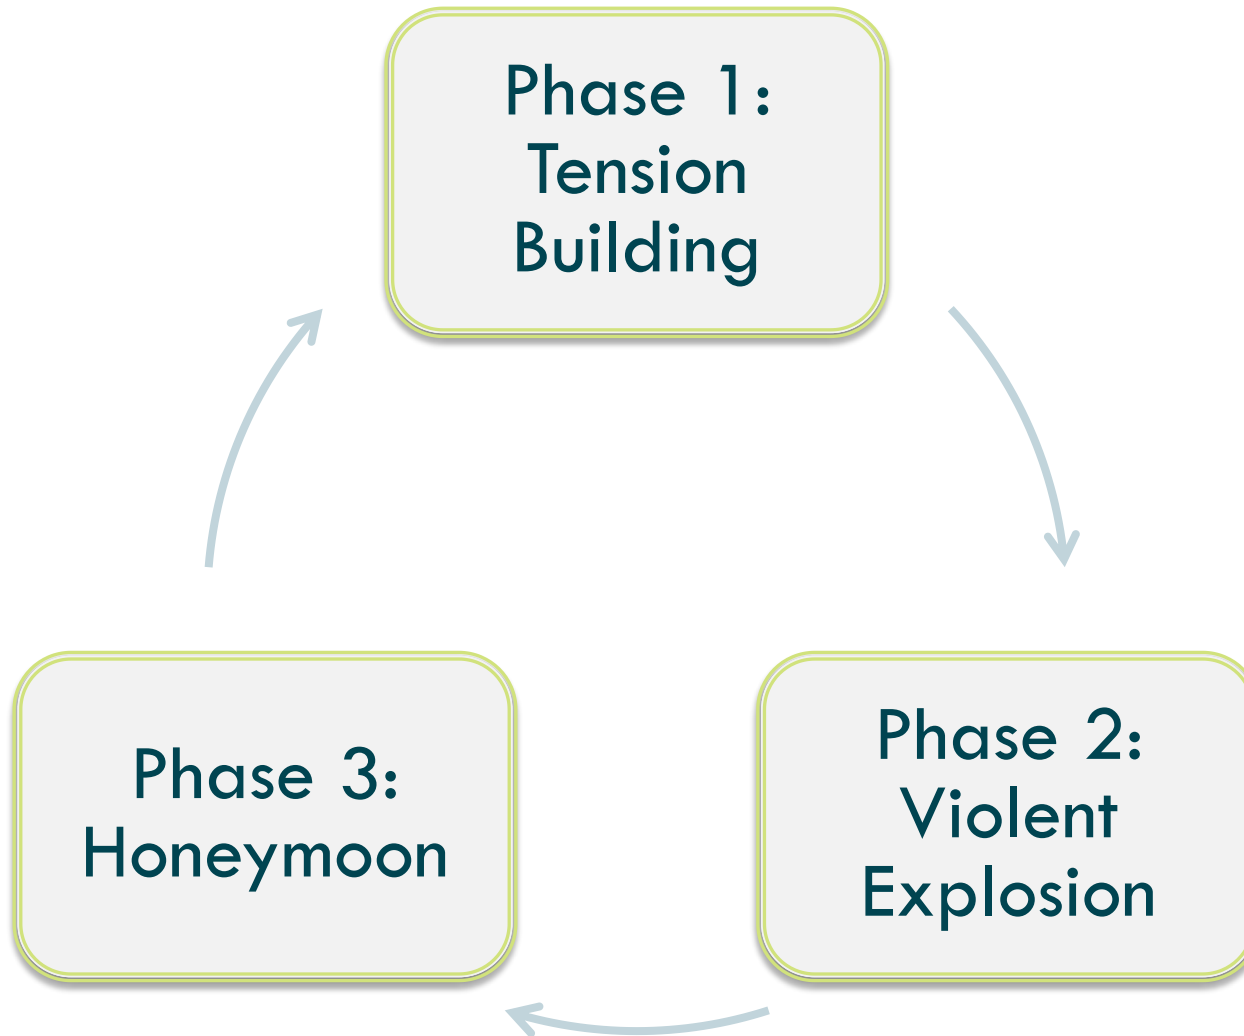 Phase 1:
Tension
Building
Phase 2:
Violent
Explosion
Phase 3:
Honeymoon